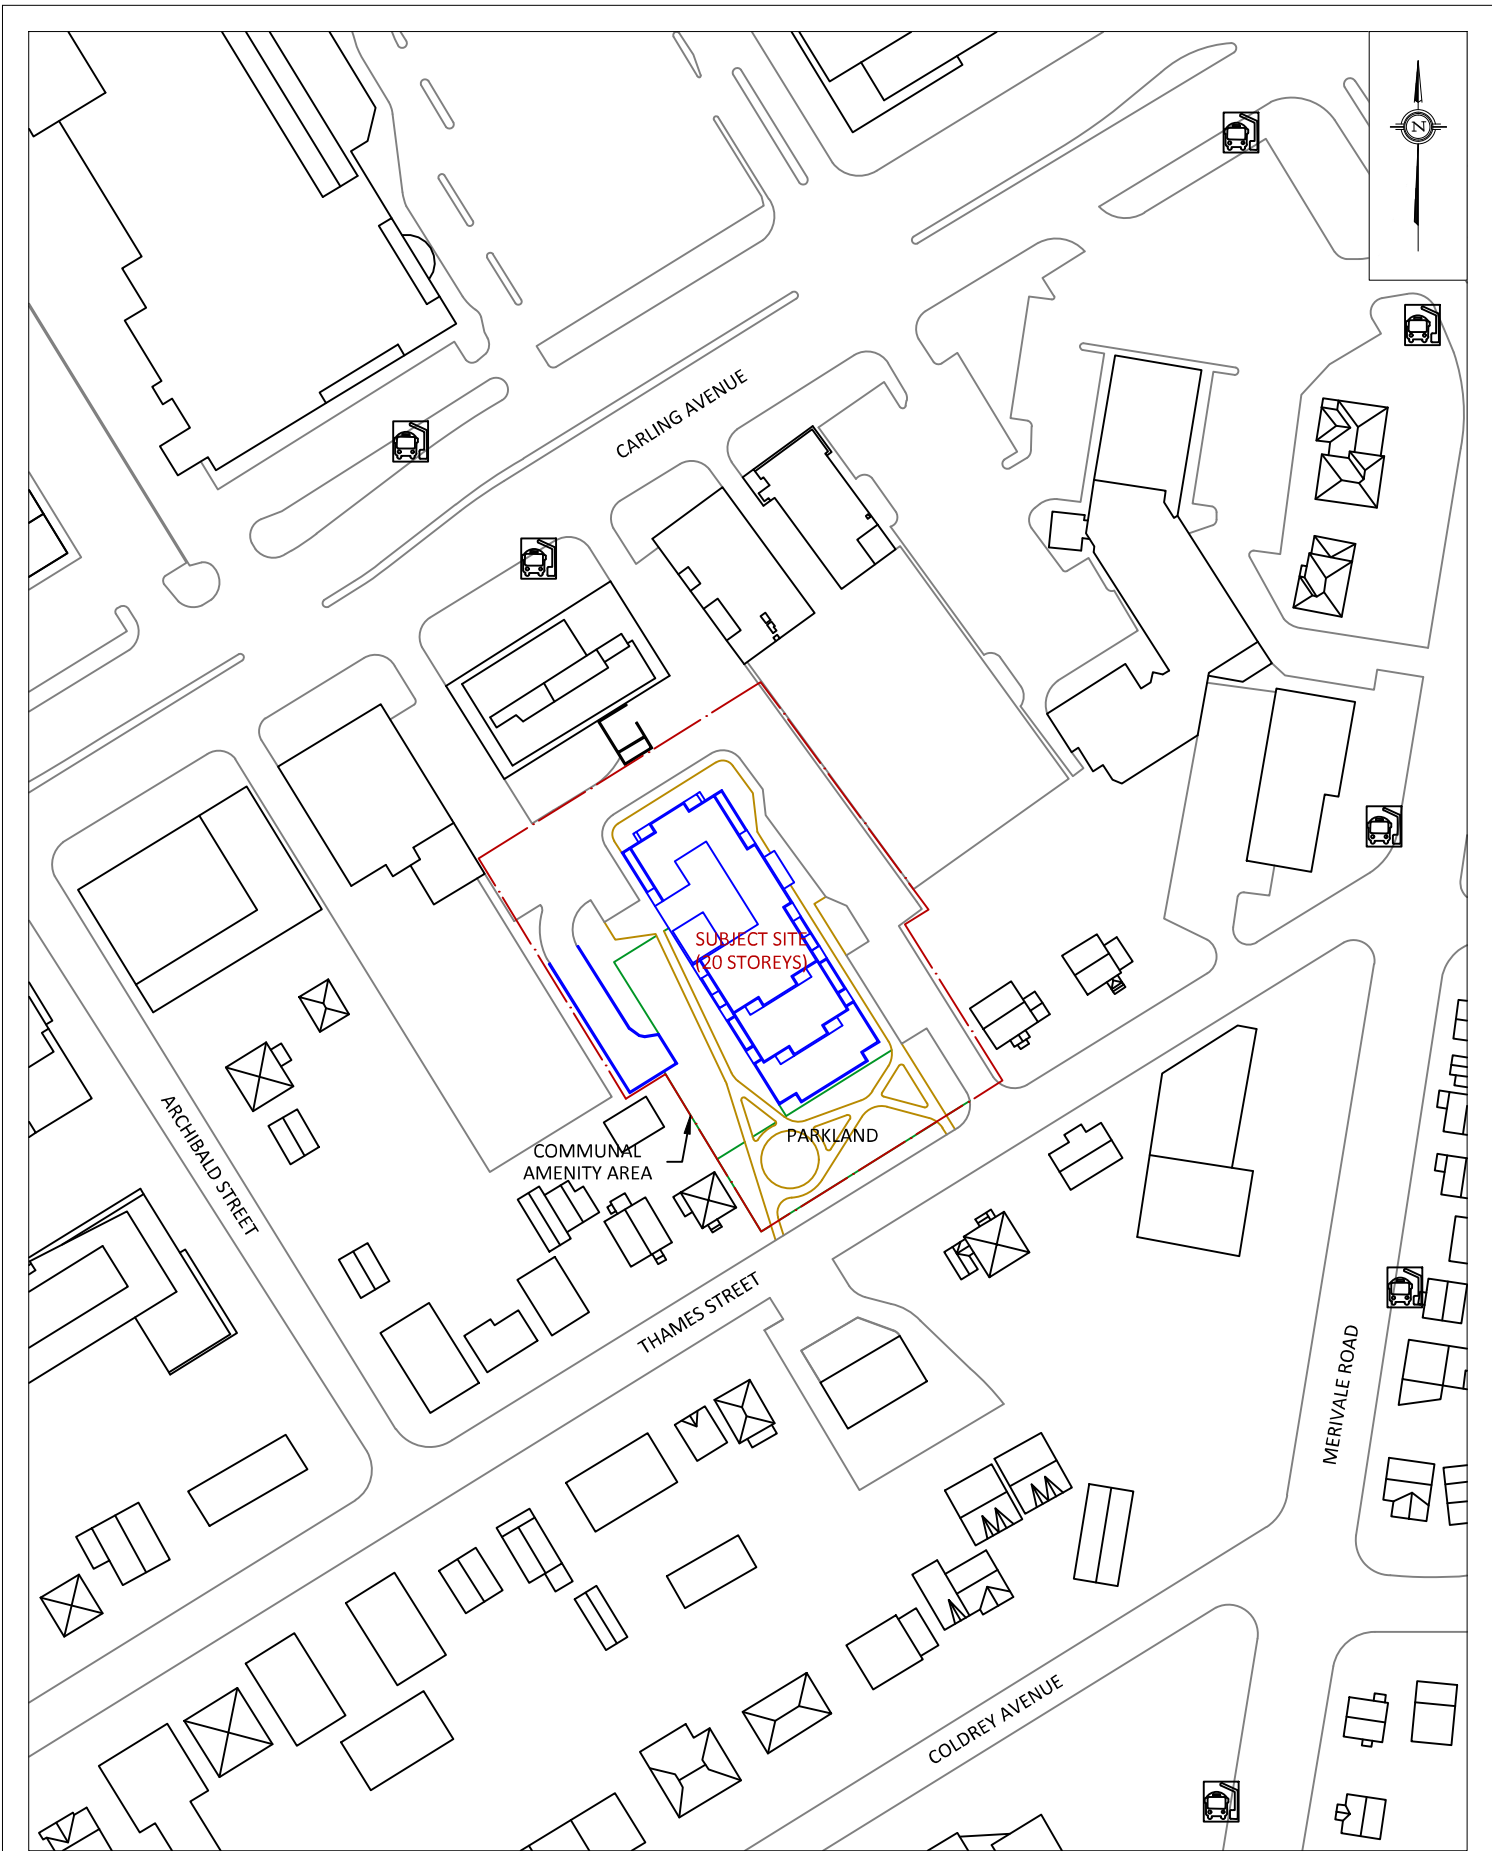 N
CARLING AVENUE
SUBJECT SITE
(20 STOREYS)
ARCHIBALD STREET
PARKLAND
COMMUNAL
AMENITY AREA
THAMES STREET
MERIVALE ROAD
COLDREY AVENUE